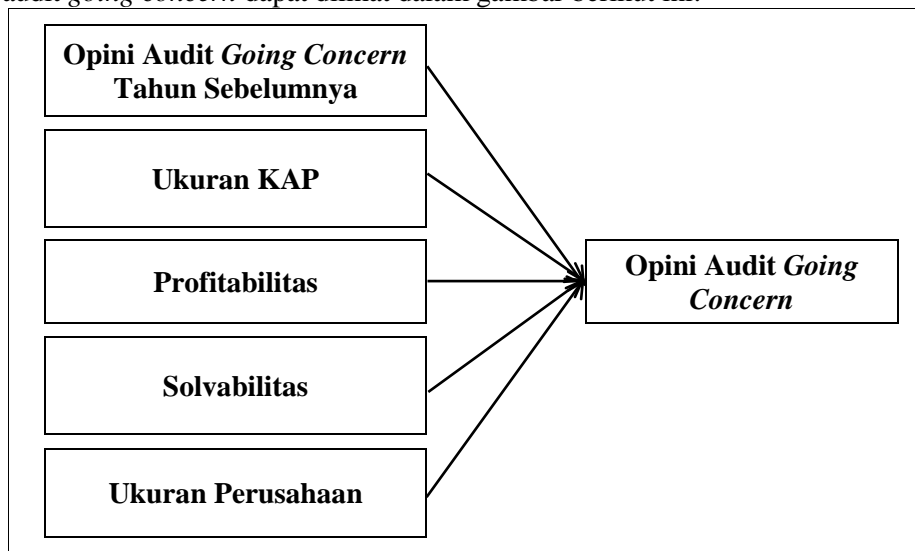 audit going concern dapat dilihat dalam gambar berikut ini:
Opini Audit Going Concern
Tahun Sebelumnya
Ukuran KAP
Profitabilitas
Opini Audit Going
Concern
Solvabilitas
Ukuran Perusahaan